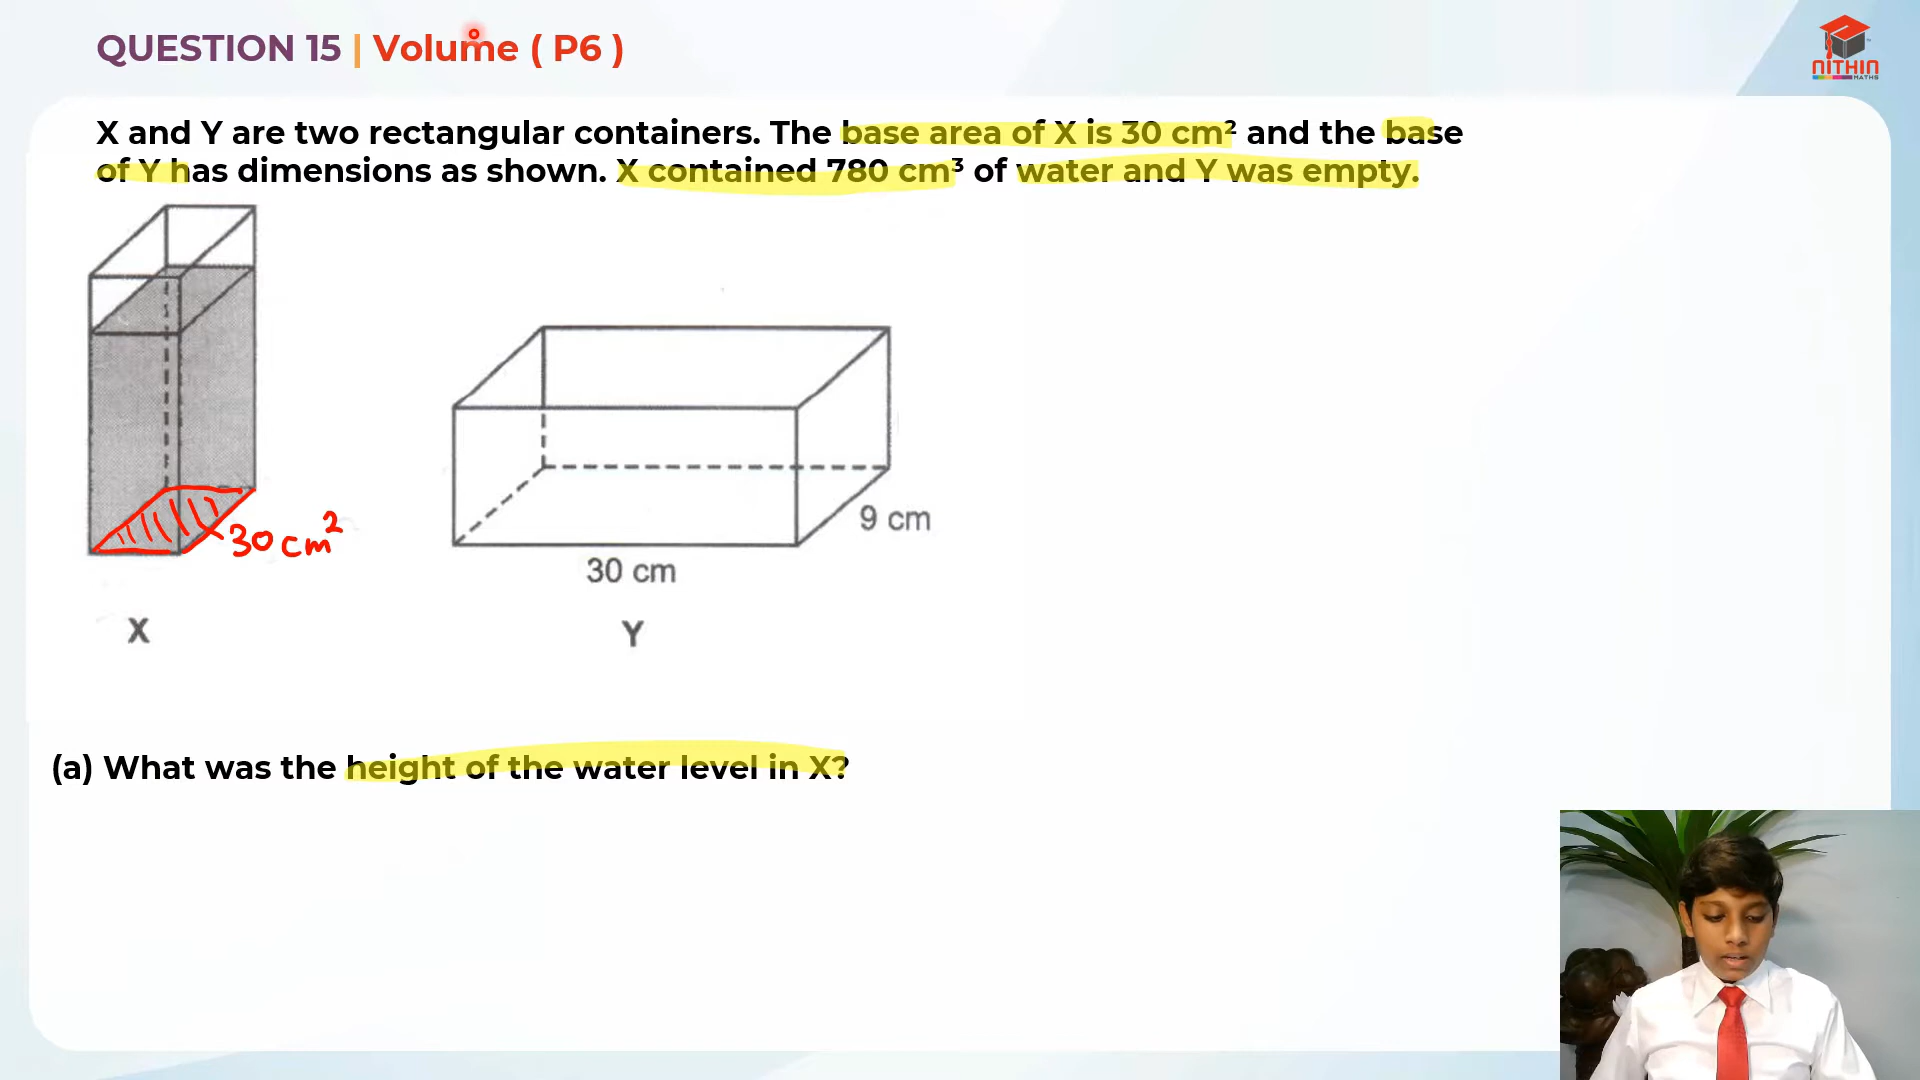 QUESTION 15 | Volume ( P6 )
NITHIN
MATHS
X and Y are two rectangular containers. The base area of X is 30 cm² and the base
of Y has dimensions as shown. X contained 780 cm³ of water and Y was empty.
30 cm²
9 cm
30 cm
X
Y
(a) What was the height of the water level in X?